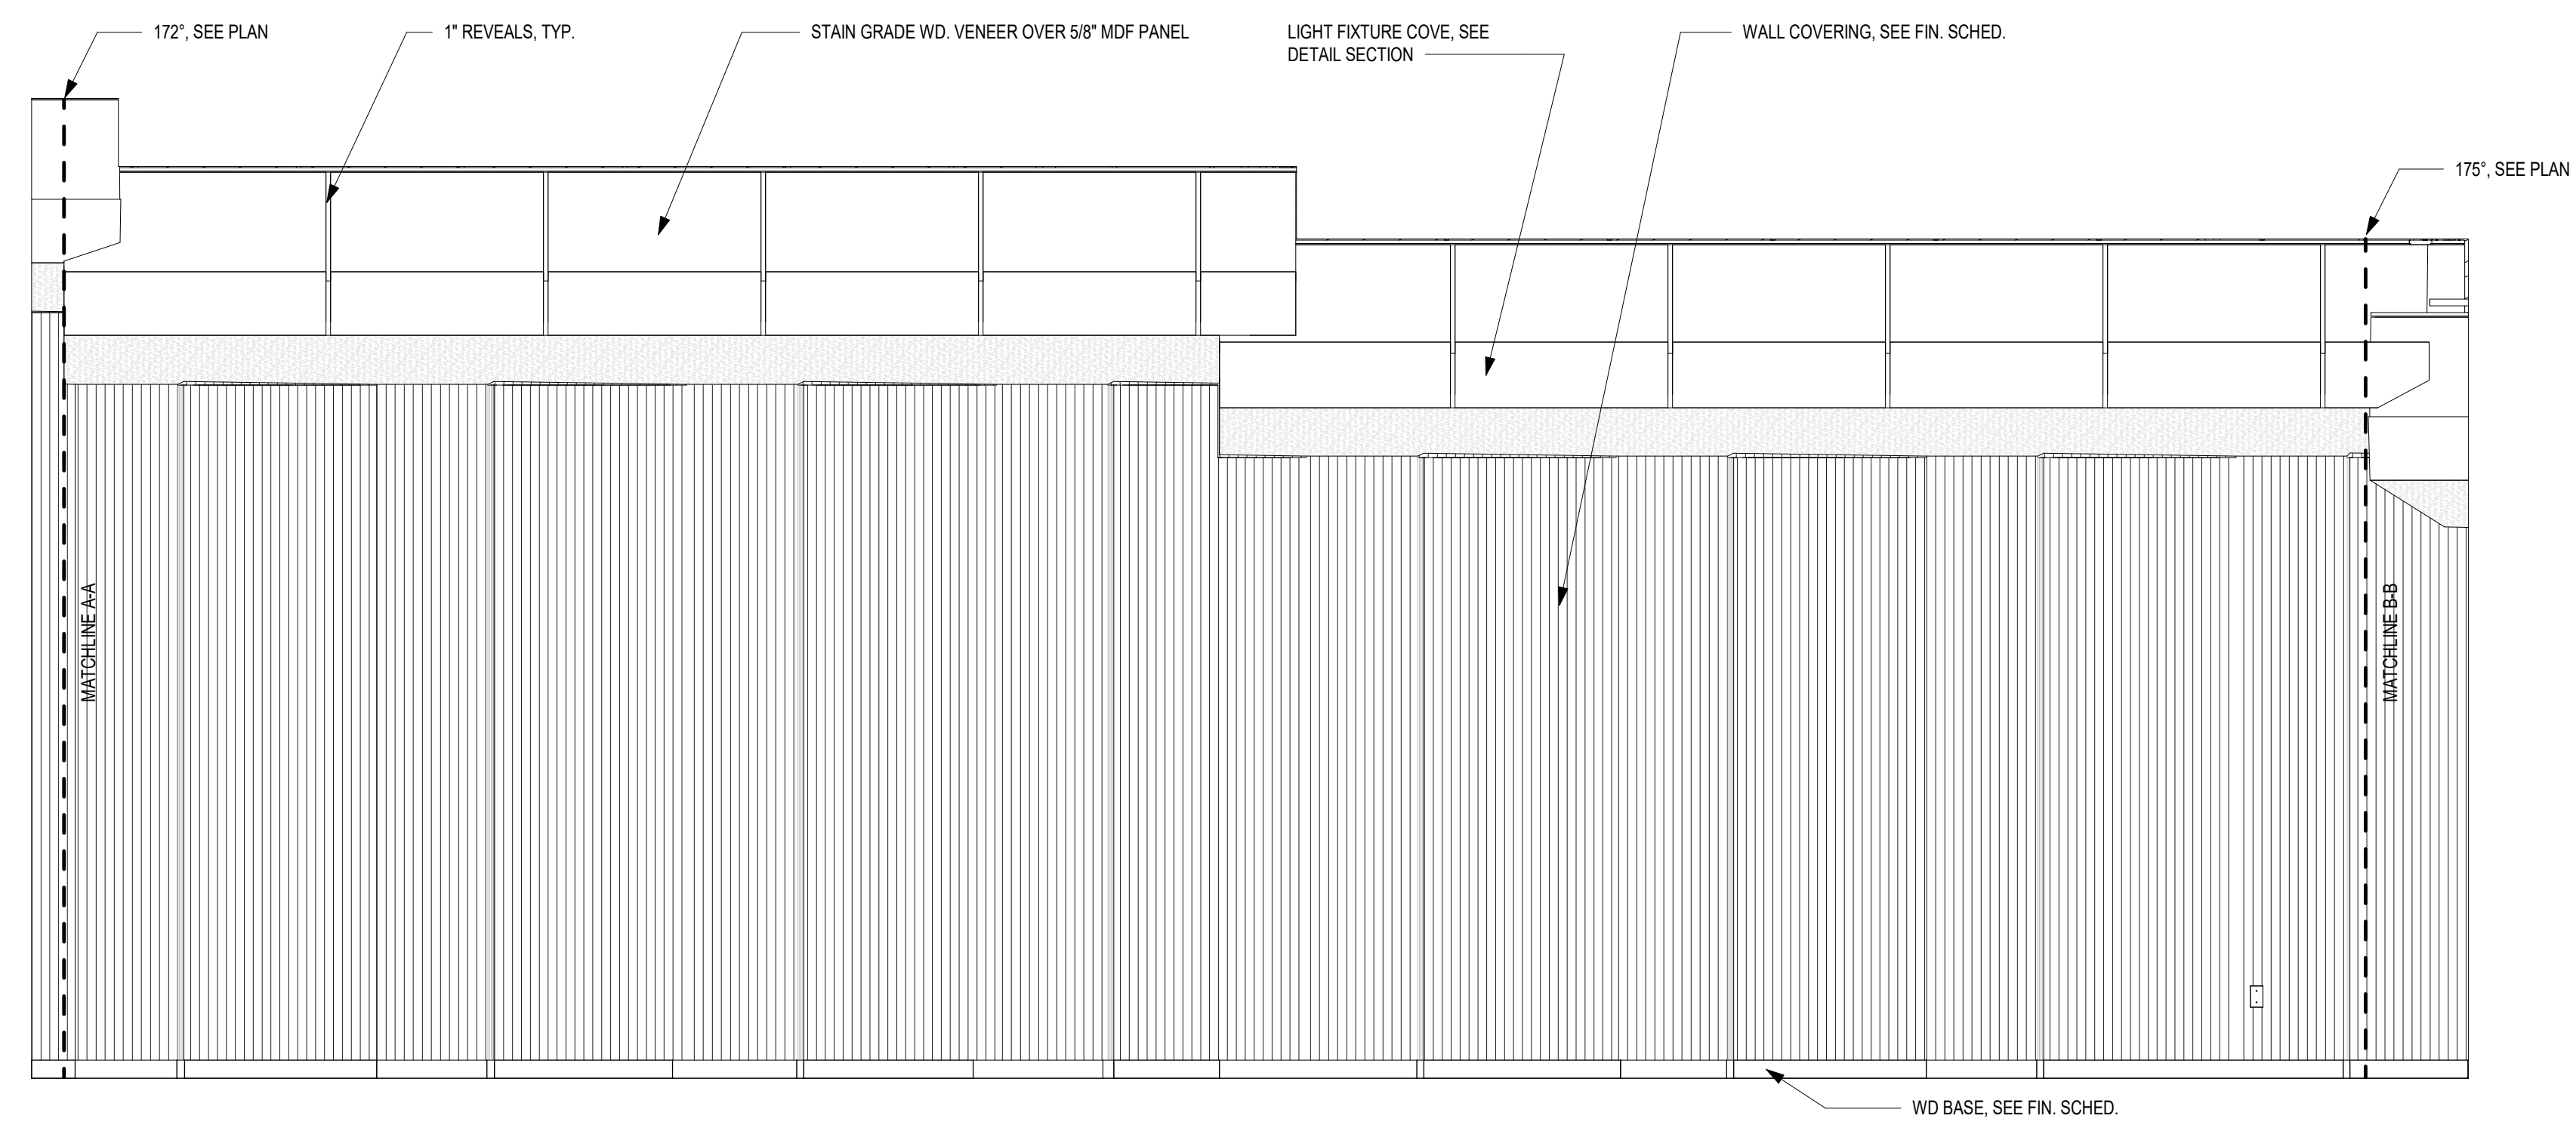 172°, SEE PLAN
1" REVEALS, TYP.
STAIN GRADE WD. VENEER OVER 5/8" MDF PANEL
LIGHT FIXTURE COVE, SEE
DETAIL SECTION
WALL COVERING, SEE FIN. SCHED.
175°, SEE PLAN
MATCHLINE A-A
MATCHLINE B-B
WD BASE, SEE FIN. SCHED.